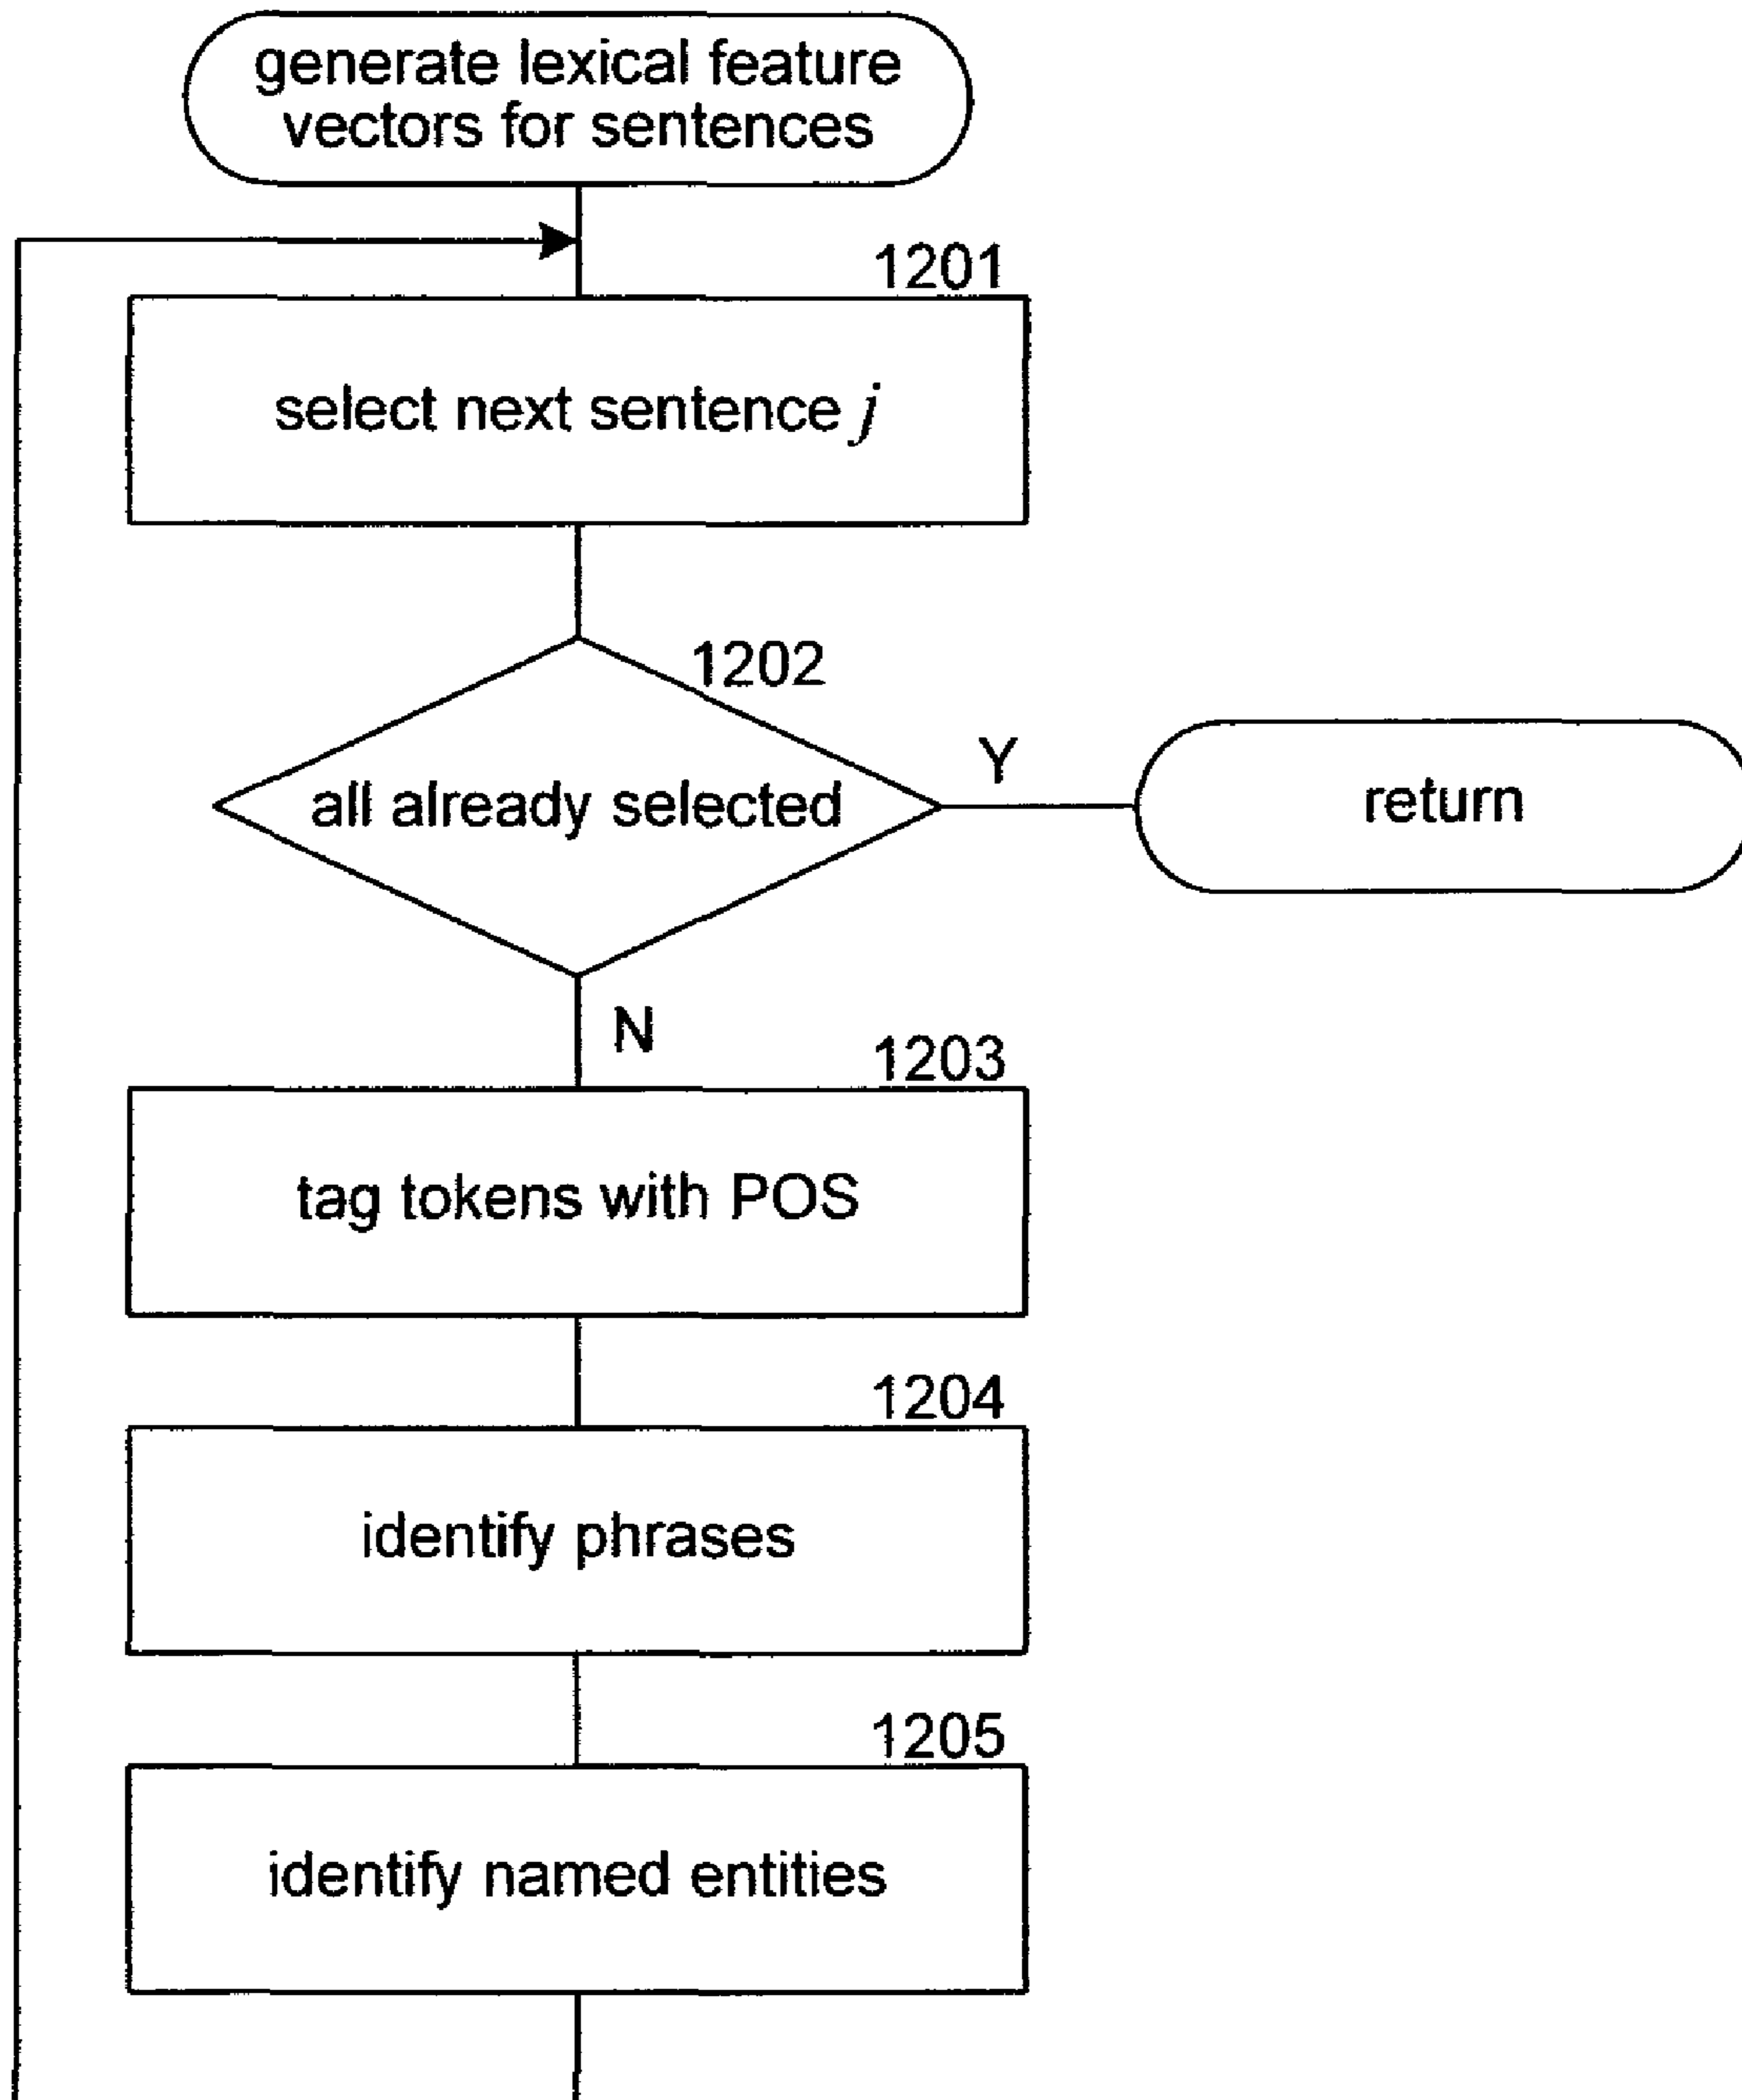 generate lexical feature
vectors for sentences
1201
select next sentence j
1202
all already selected
Y
return
N
1203
tag tokens with POS
1204
identify phrases
1205
identify named entities